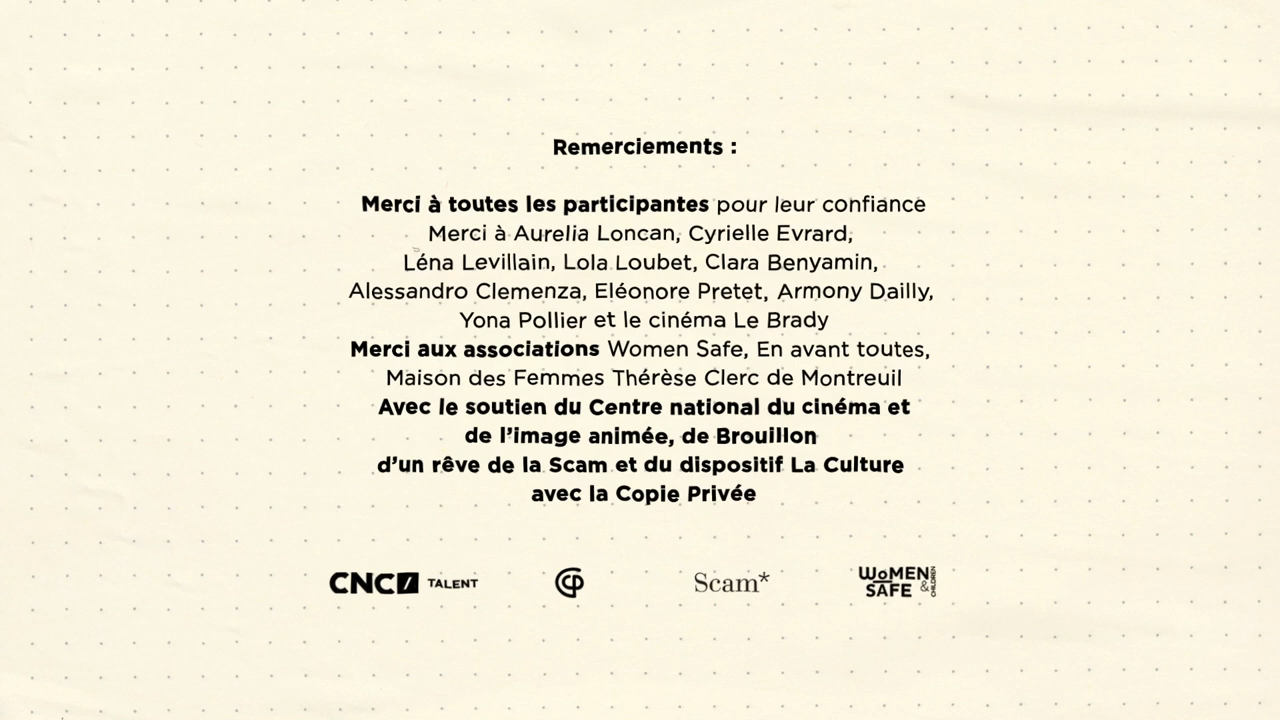 Remerciements :
Merci à toutes les participantes pour leur confiance
Merci à Aurelia Loncan, Cyrielle Evrard,
Léna Levillain, Lola Loubet, Clara Benyamin,
Alessandro Clemenza, Eléonore Pretet, Armony Dailly,
Yona Pollier et le cinéma Le Brady
Merci aux associations Women Safe, En avant toutes,
Maison des Femmes Thérèse Clerc de Montreuil
Avec le soutien du Centre national du cinéma et
de l'image animée, de Brouillon
d'un rêve de la Scam et du dispositif La Culture
avec la Copie Privée
CNC/ TALENT
CP
Scam*
WoMEN SAFE & CHILDREN